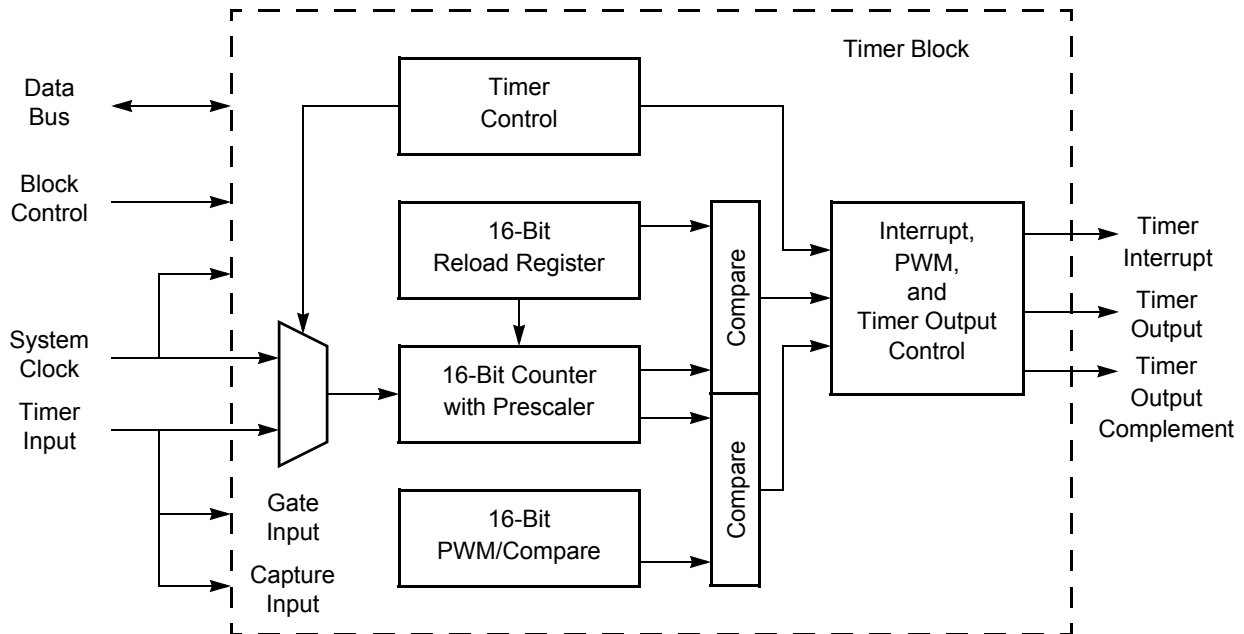 Timer Block
Data
Bus
Timer
Control
Block
Control
16-Bit
Reload Register
Compare
Interrupt,
PWM,
and
Timer Output
Control
Timer
Interrupt
Timer
Output
Timer
Output
Complement
System
Clock
16-Bit Counter
with Prescaler
Timer
Input
Compare
Gate
Input
16-Bit
PWM/Compare
Capture
Input